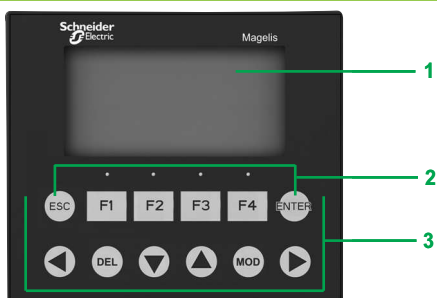 Schneider
Electric
Magelis
1
2
ESC F1 F2 F3 F4 ENTER
3
DEL MOD